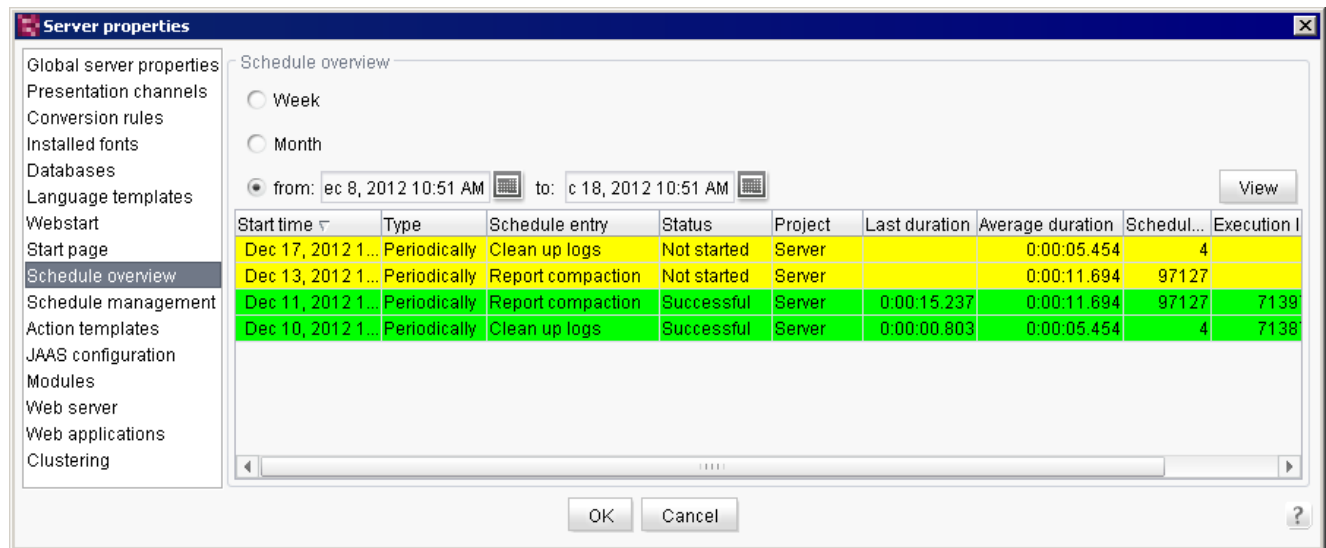 Server properties
Global server properties
Presentation channels
Conversion rules
Installed fonts
Databases
Language templates
Webstart
Start page
Schedule overview
Schedule management
Action templates
JAAS configuration
Modules
Web server
Web applications
Clustering
Schedule overview
Week
Month
from: ec 8, 2012 10:51 AM to: c 18, 2012 10:51 AM View
Start time Type Schedule entry Status Project Last duration Average duration Schedul... Execution I
Dec 17, 2012 1... Periodically Clean up logs Not started Server 0:00:05.454 4
Dec 13, 2012 1... Periodically Report compaction Not started Server 0:00:11.694 97127
Dec 11, 2012 1... Periodically Report compaction Successful Server 0:00:15.237 0:00:11.694 97127 7139
Dec 10, 2012 1... Periodically Clean up logs Successful Server 0:00:00.803 0:00:05.454 4 7138
OK Cancel ?